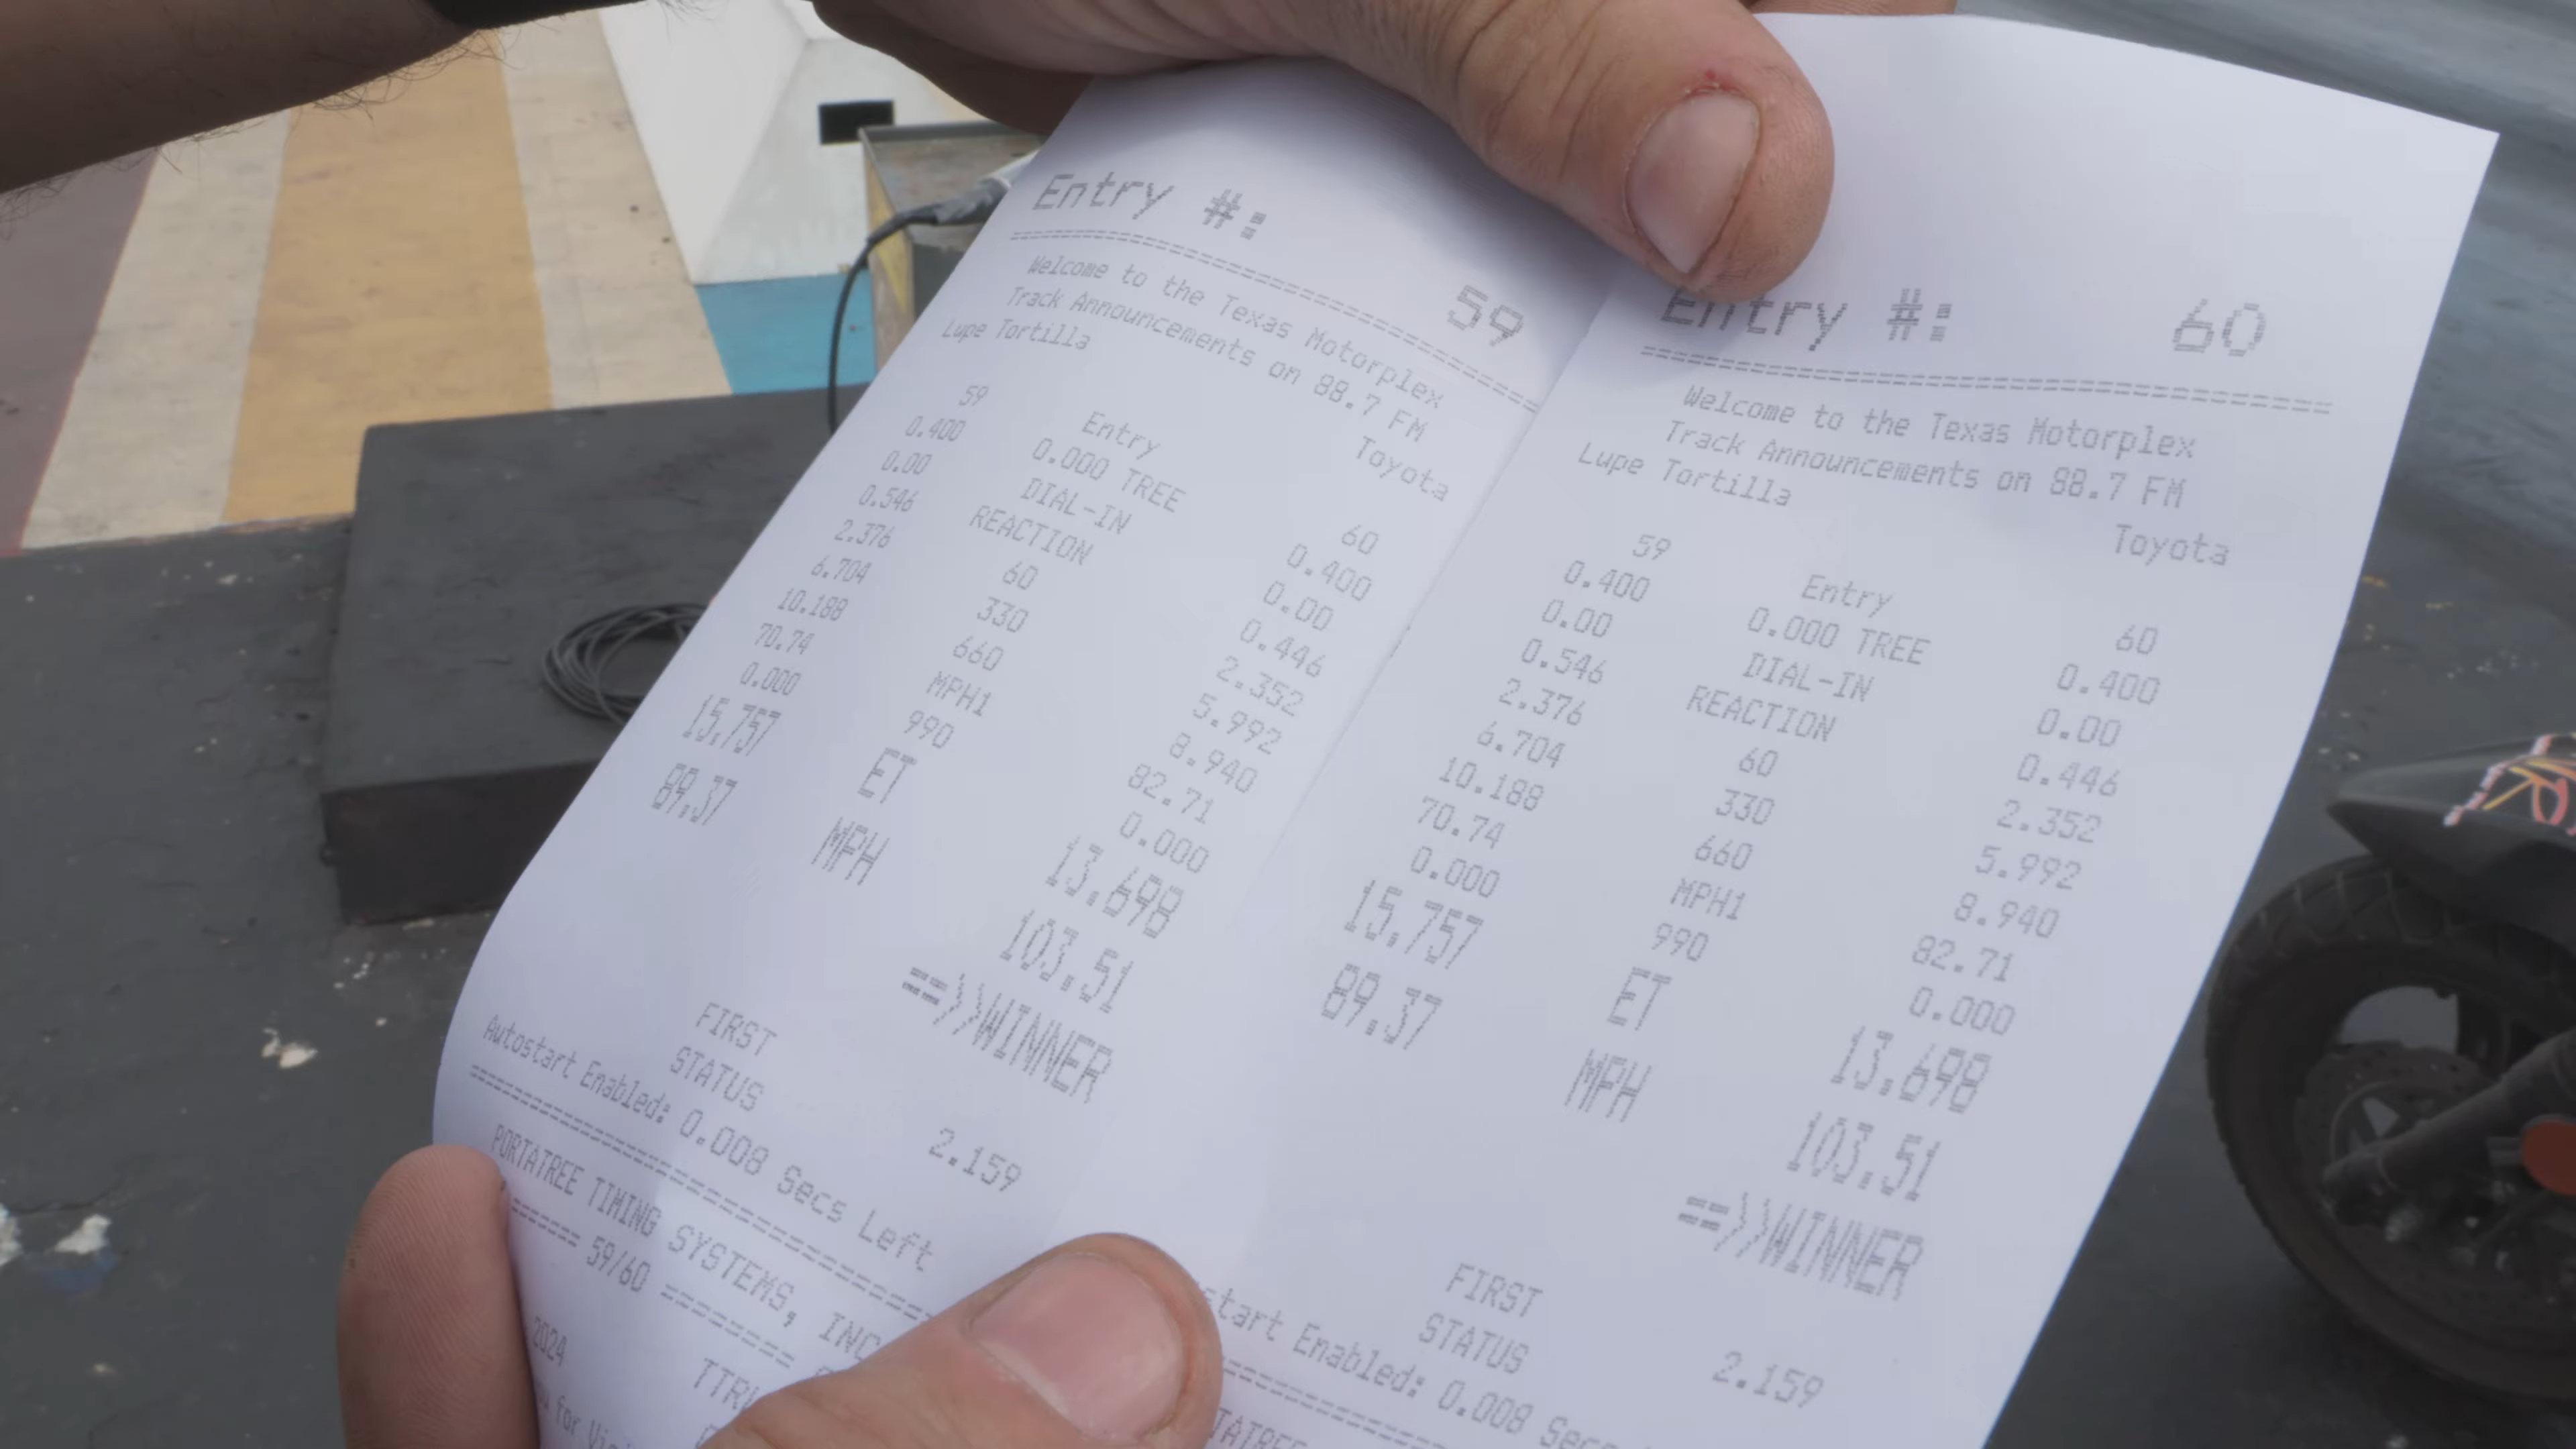 Entry #: 59
Welcome to the Texas Motorplex
Track Announcements on 88.7 FM
Lupe Tortilla Toyota
59 Entry 60
0.400 0.000 TREE 0.400
0.00 DIAL-IN 0.00
0.546 REACTION 0.446
2.376 60 2.352
6.704 330 5.992
10.188 660 8.940
70.74 MPH1 82.71
0.000 990 0.000
15.757 ET 13.698
89.37 MPH 103.51
==>>WINNER
FIRST 2.159
STATUS
Autostart Enabled: 0.008 Secs Left
PORTATREE TIMING SYSTEMS, INC
59/60
2024
for
Entry #: 60
Welcome to the Texas Motorplex
Track Announcements on 88.7 FM
Lupe Tortilla Toyota
59 Entry 60
0.400 0.000 TREE 0.400
0.00 DIAL-IN 0.00
0.546 REACTION 0.446
2.376 60 2.352
6.704 330 5.992
10.188 660 8.940
70.74 MPH1 82.71
0.000 990 0.000
15.757 ET 13.698
89.37 MPH 103.51
==>>WINNER
FIRST 2.159
STATUS
start Enabled: 0.008